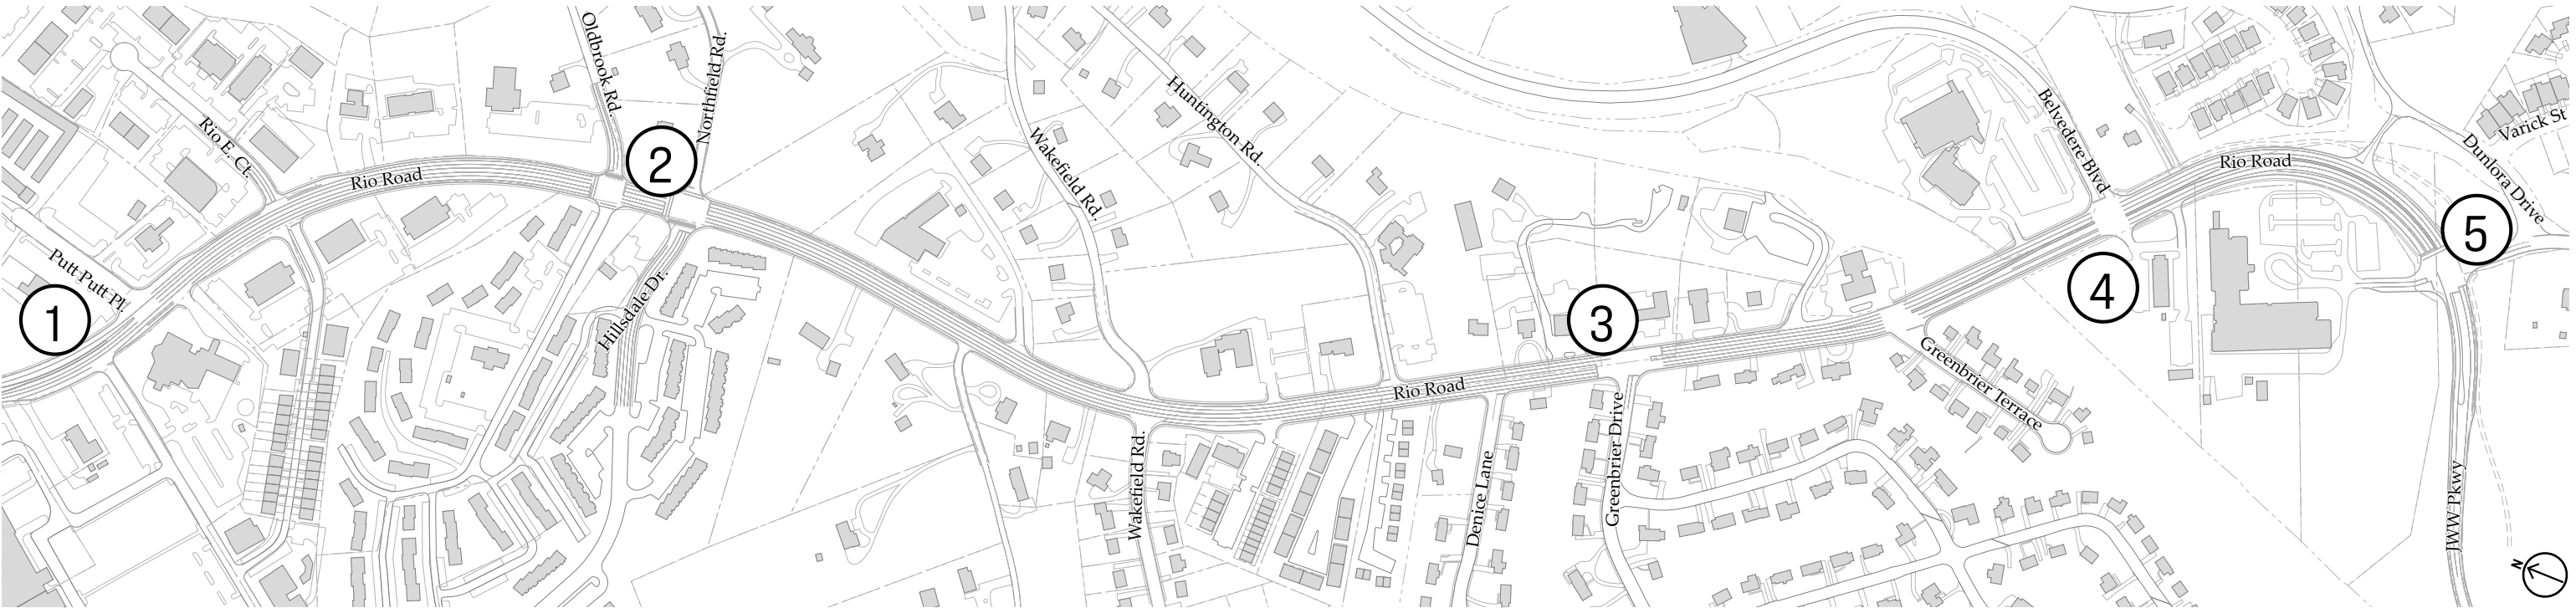 Oldbrook Rd.
Northfield Rd.
Rio E. Ct.
Rio Road
2
Putt Putt Pl.
1
Hillsdale Dr.
Wakefield Rd.
Huntington Rd.
Wakefield Rd.
Rio Road
Denice Lane
3
Greenbrier Drive
Greenbrier Terrace
Belvedere Blvd
4
Rio Road
Varick St
Dunlora Drive
5
JWW Pkwy
N